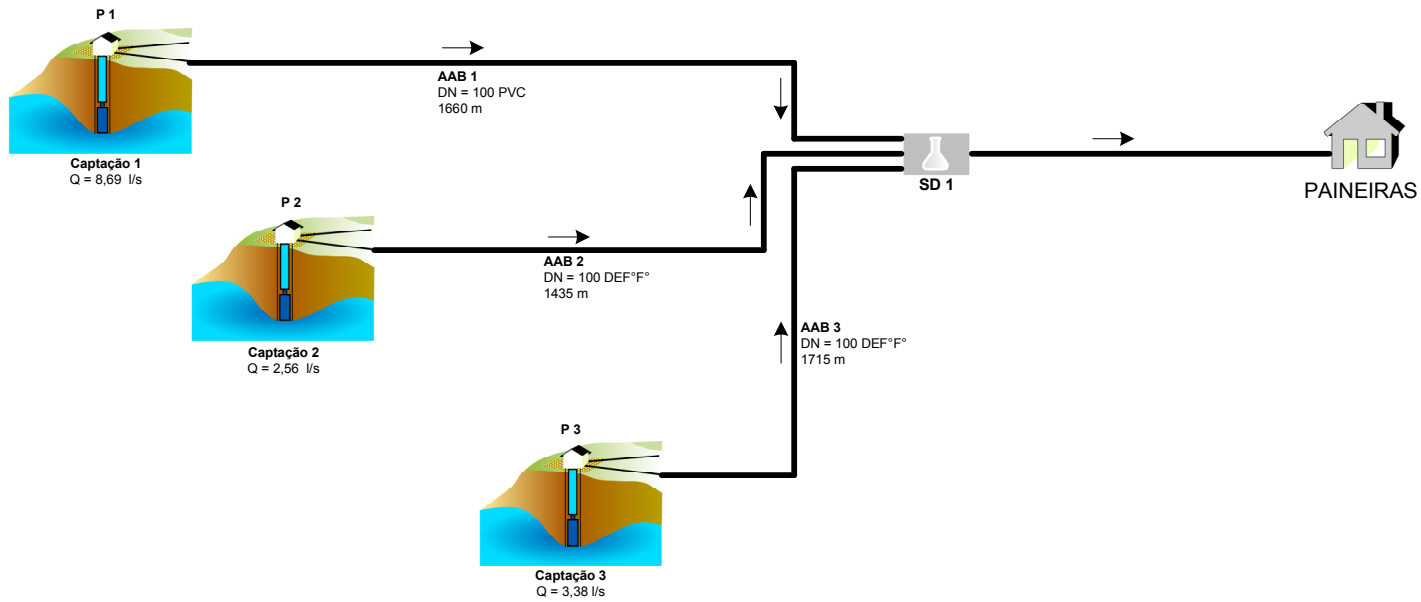 P 1
AAB 1
DN = 100 PVC
1660 m
Captação 1
Q = 8,69 l/s
SD 1
PAINEIRAS
P 2
AAB 2
DN = 100 DEF°F°
1435 m
Captação 2
Q = 2,56 l/s
AAB 3
DN = 100 DEF°F°
1715 m
P 3
Captação 3
Q = 3,38 l/s